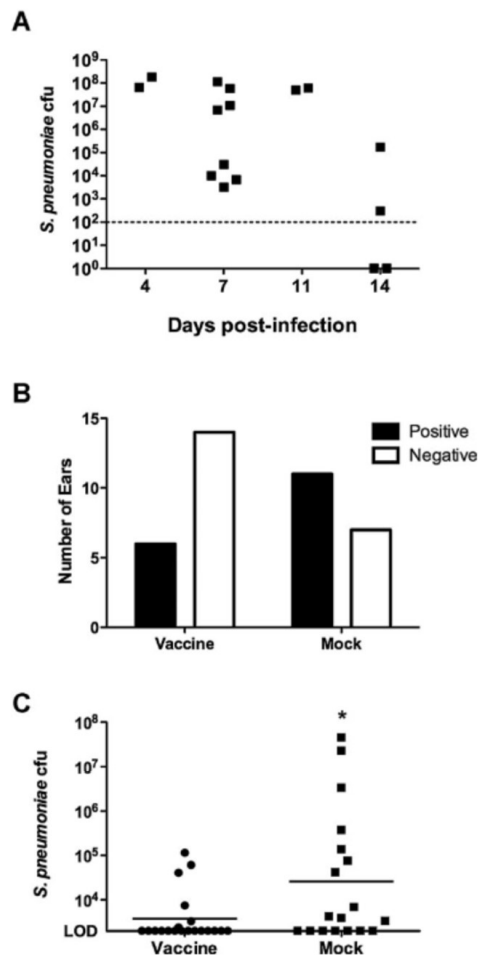 A
S. pneumoniae cfu
10⁹
10⁸
10⁷
10⁶
10⁵
10⁴
10³
10²
10¹
10⁰
4 7 11 14
Days post-infection
B
Number of Ears
15
10
5
0
Positive
Negative
Vaccine Mock
C
S. pneumoniae cfu
10⁸
10⁷
10⁶
10⁵
10⁴
LOD
*
Vaccine Mock